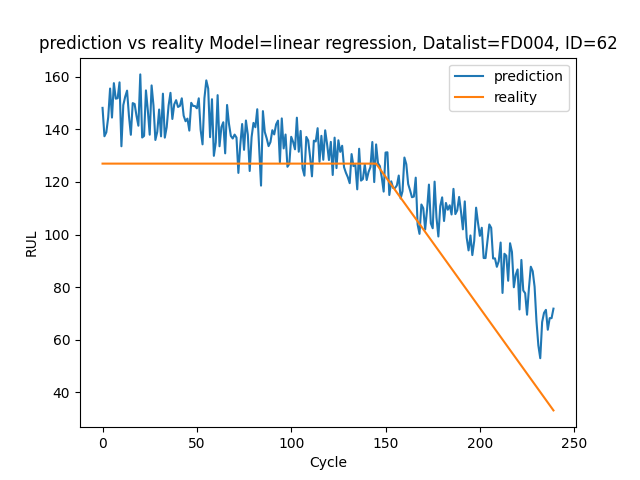 prediction vs reality Model=linear regression, Datalist=FD004, ID=62
prediction
reality
RUL
160
140
120
100
80
60
40
0
50
100
150
200
250
Cycle